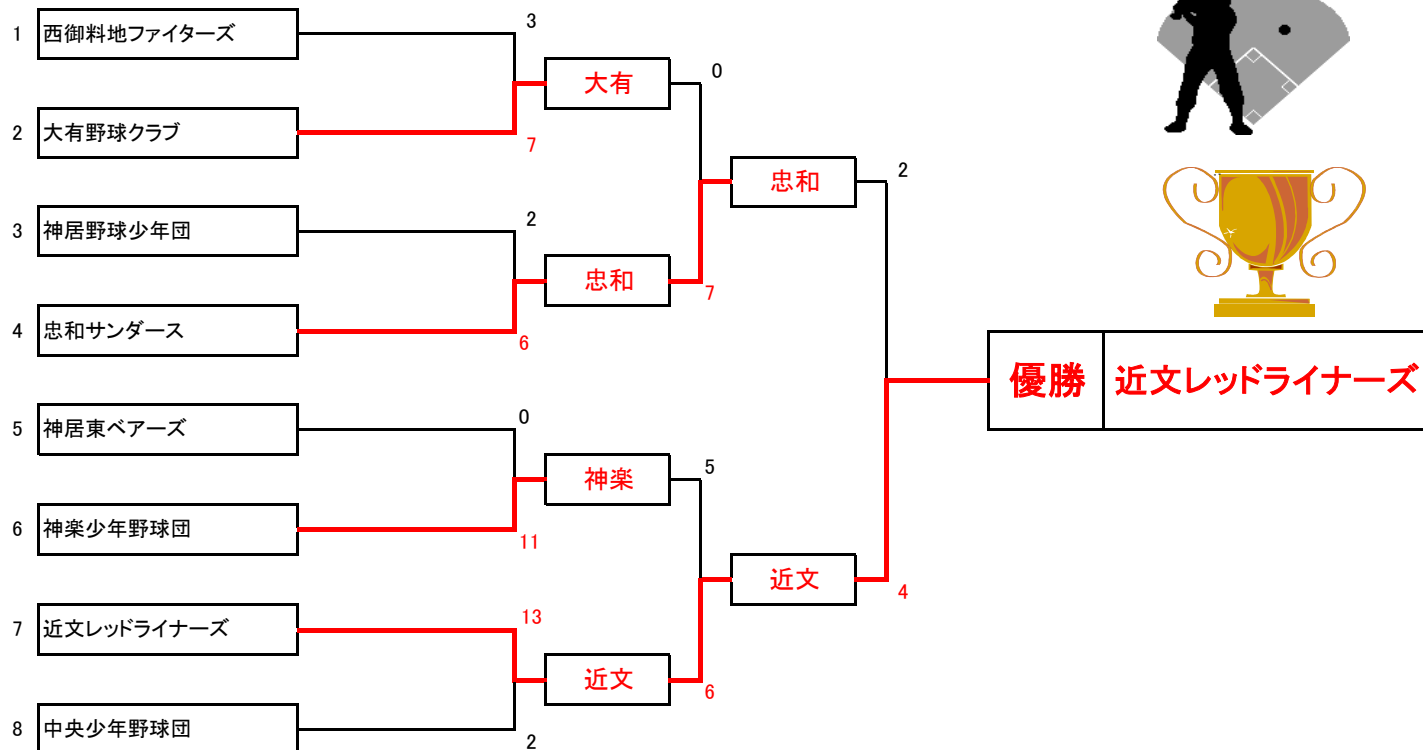 1 西御料地ファイターズ 3
大有 0
2 大有野球クラブ 7
忠和 2
3 神居野球少年団 2
忠和 7
4 忠和サンダース 6
優勝 近文レッドライナーズ
5 神居東ベアーズ 0
神楽 5
6 神楽少年野球団 11
近文 4
7 近文レッドライナーズ 13
近文 6
8 中央少年野球団 2